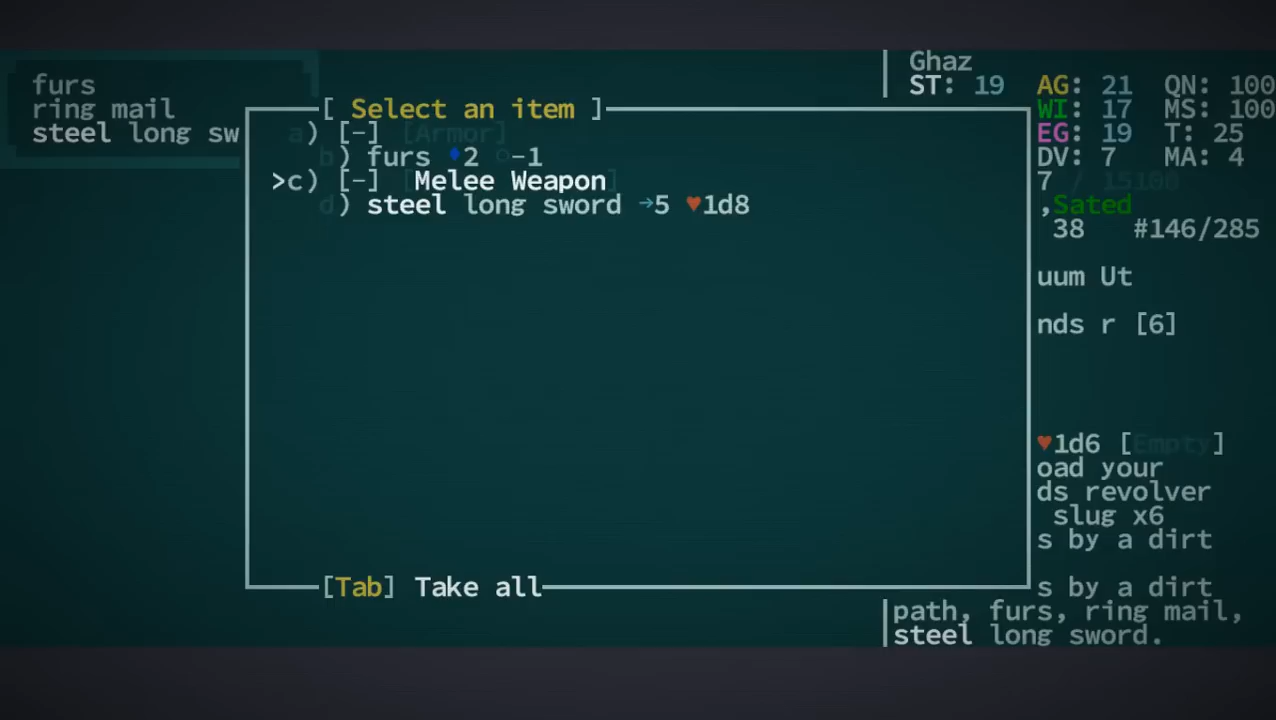 furs
ring mail
steel long sw
[ Select an item ]
a) [-] [Armor]
b) furs ♦2 ○-1
>c) [-] Melee Weapon
d) steel long sword →5 ♥1d8
[Tab] Take all
Ghaz
ST: 19 AG: 21 QN: 100
WI: 17 MS: 100
EG: 19 T: 25
DV: 7 MA: 4
7 / 15100
,Sated
38 #146/285
uum Ut
nds r [6]
♥1d6 [Empty]
oad your
ds revolver
slug x6
s by a dirt
s by a dirt
path, furs, ring mail,
steel long sword.